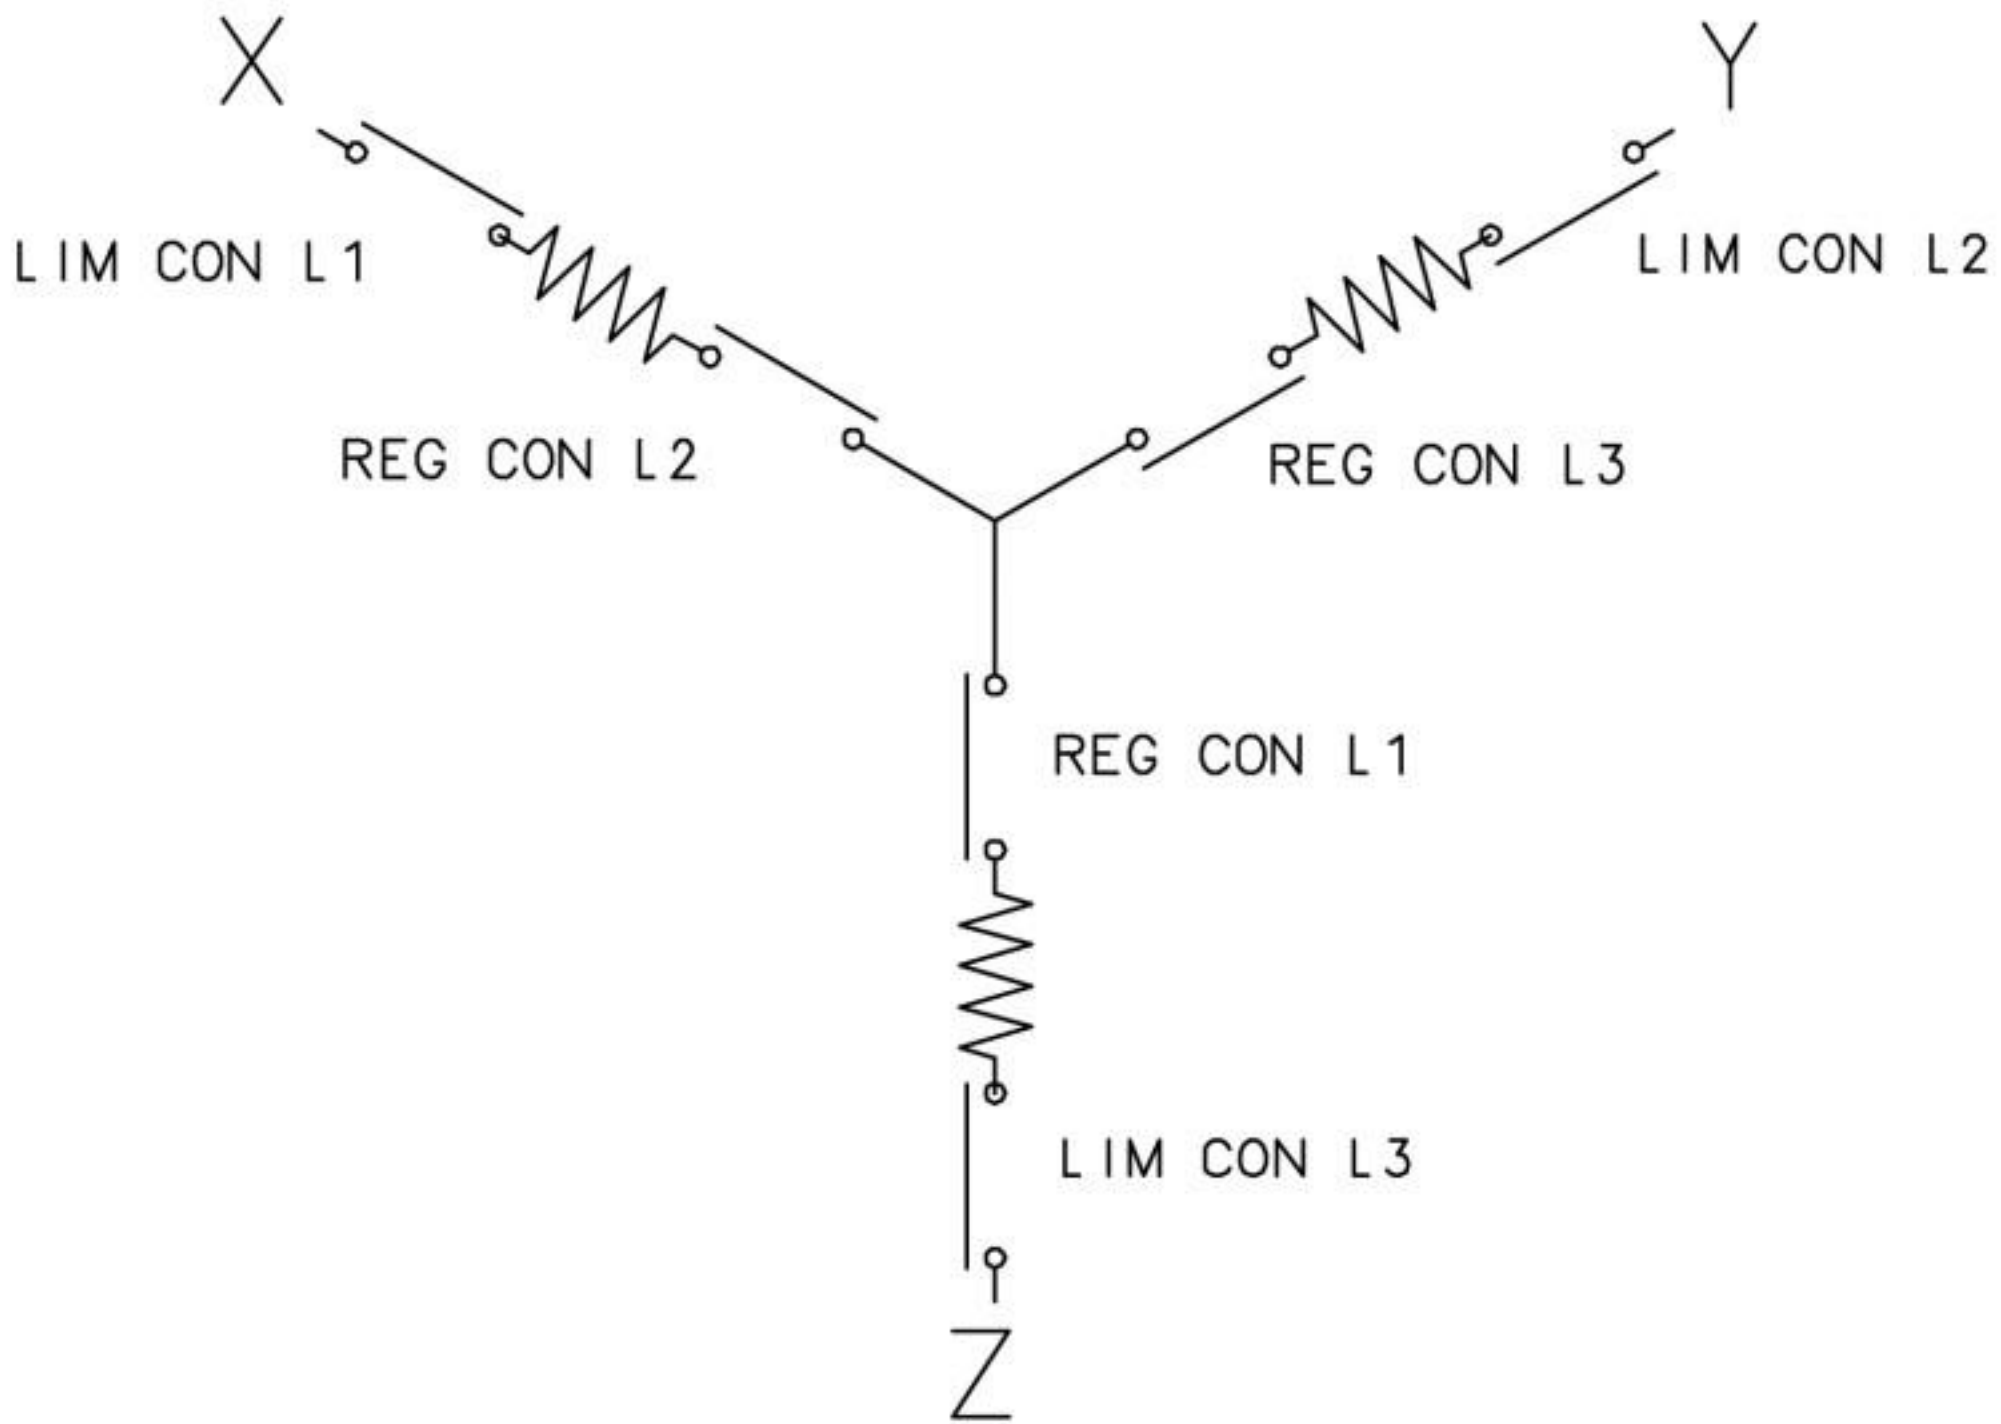 X
Y
LIM CON L1
LIM CON L2
REG CON L2
REG CON L3
REG CON L1
LIM CON L3
Z